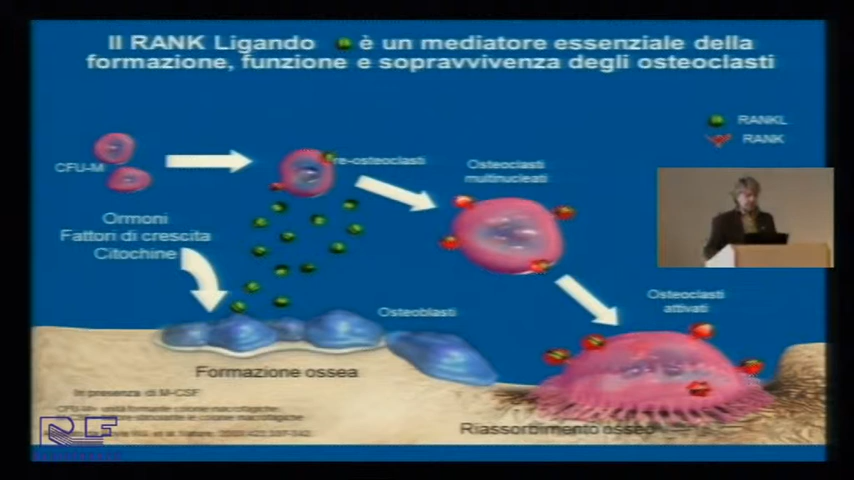 Il RANK Ligando è un mediatore essenziale della
formazione, funzione e sopravvivenza degli osteoclasti
RANKL
RANK
CFU-M
re-osteoclasti
Osteoclasti
multinucleati
Ormoni
Fattori di crescita
Citochine
Osteoclasti
attivati
Osteoblasti
Formazione ossea
In presenza di M-CSF
Riassorbimento osseo